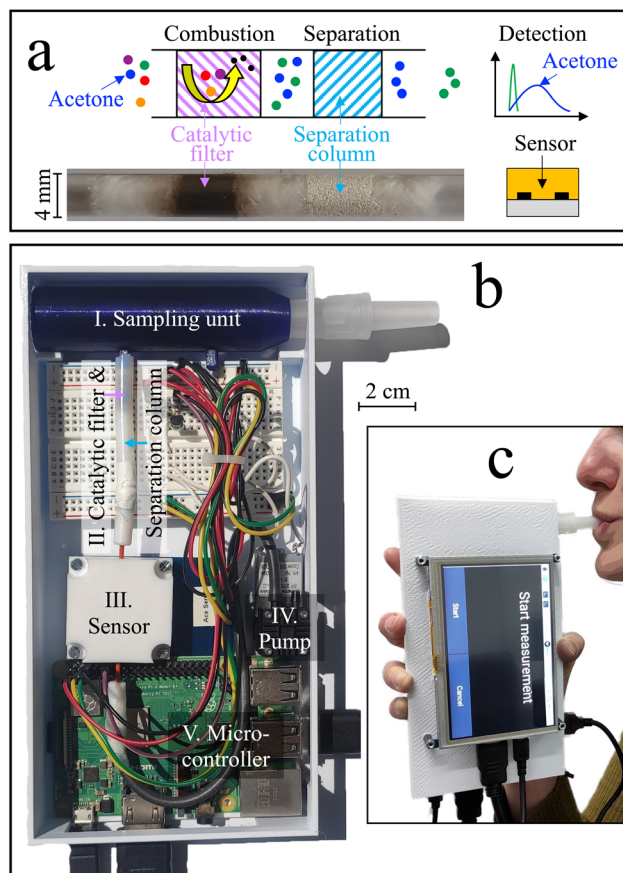 a
Combustion
Separation
Detection
Acetone
Acetone
Catalytic
filter
Separation
column
Sensor
4 mm
b
I. Sampling unit
II. Catalytic filter &
Separation column
2 cm
III.
Sensor
IV.
Pump
V. Micro-
controller
c
Start measurement
Start
Cancel